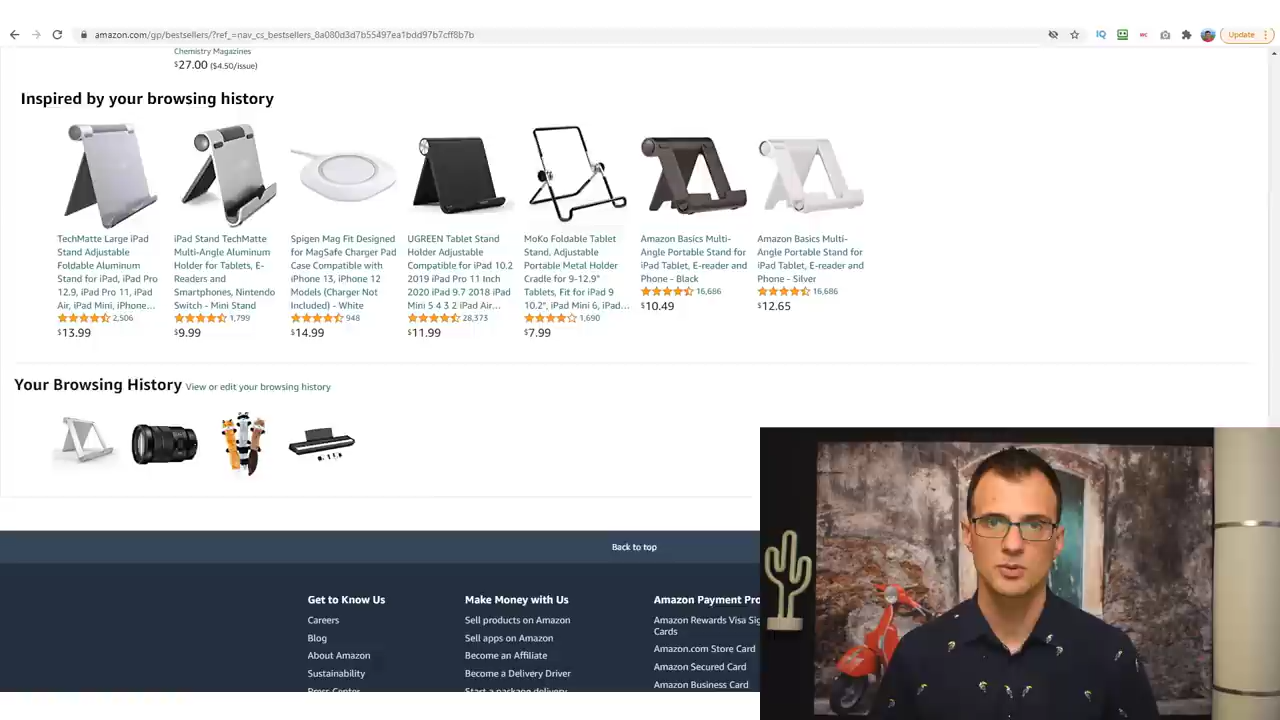 amazon.com/gp/bestsellers/?ref_=nav_cs_bestsellers_8a080d3d7b55497ea1bdd97b7cff8b7b
IQ
Update
Chemistry Magazines
$27.00 ($4.50/issue)
Inspired by your browsing history
TechMatte Large iPad
Stand Adjustable
Foldable Aluminum
Stand for iPad, iPad Pro
12.9, iPad Pro 11, iPad
Air, iPad Mini, iPhone...
2,506
$13.99
iPad Stand TechMatte
Multi-Angle Aluminum
Holder for Tablets, E-
Readers and
Smartphones, Nintendo
Switch - Mini Stand
1,799
$9.99
Spigen Mag Fit Designed
for MagSafe Charger Pad
Case Compatible with
iPhone 13, iPhone 12
Models (Charger Not
Included) - White
948
$14.99
UGREEN Tablet Stand
Holder Adjustable
Compatible for iPad 10.2
2019 iPad Pro 11 Inch
2020 iPad 9.7 2018 iPad
Mini 5 4 3 2 iPad Air...
28,373
$11.99
MoKo Foldable Tablet
Stand, Adjustable
Portable Metal Holder
Cradle for 9-12.9"
Tablets, Fit for iPad 9
10.2", iPad Mini 6, iPad...
1,690
$7.99
Amazon Basics Multi-
Angle Portable Stand for
iPad Tablet, E-reader and
Phone - Black
16,686
$10.49
Amazon Basics Multi-
Angle Portable Stand for
iPad Tablet, E-reader and
Phone - Silver
16,686
$12.65
Your Browsing History View or edit your browsing history
Back to top
Get to Know Us
Careers
Blog
About Amazon
Sustainability
Press Center
Make Money with Us
Sell products on Amazon
Sell apps on Amazon
Become an Affiliate
Become a Delivery Driver
Start a package delivery
Amazon Payment Pro
Amazon Rewards Visa Sig
Cards
Amazon.com Store Card
Amazon Secured Card
Amazon Business Card